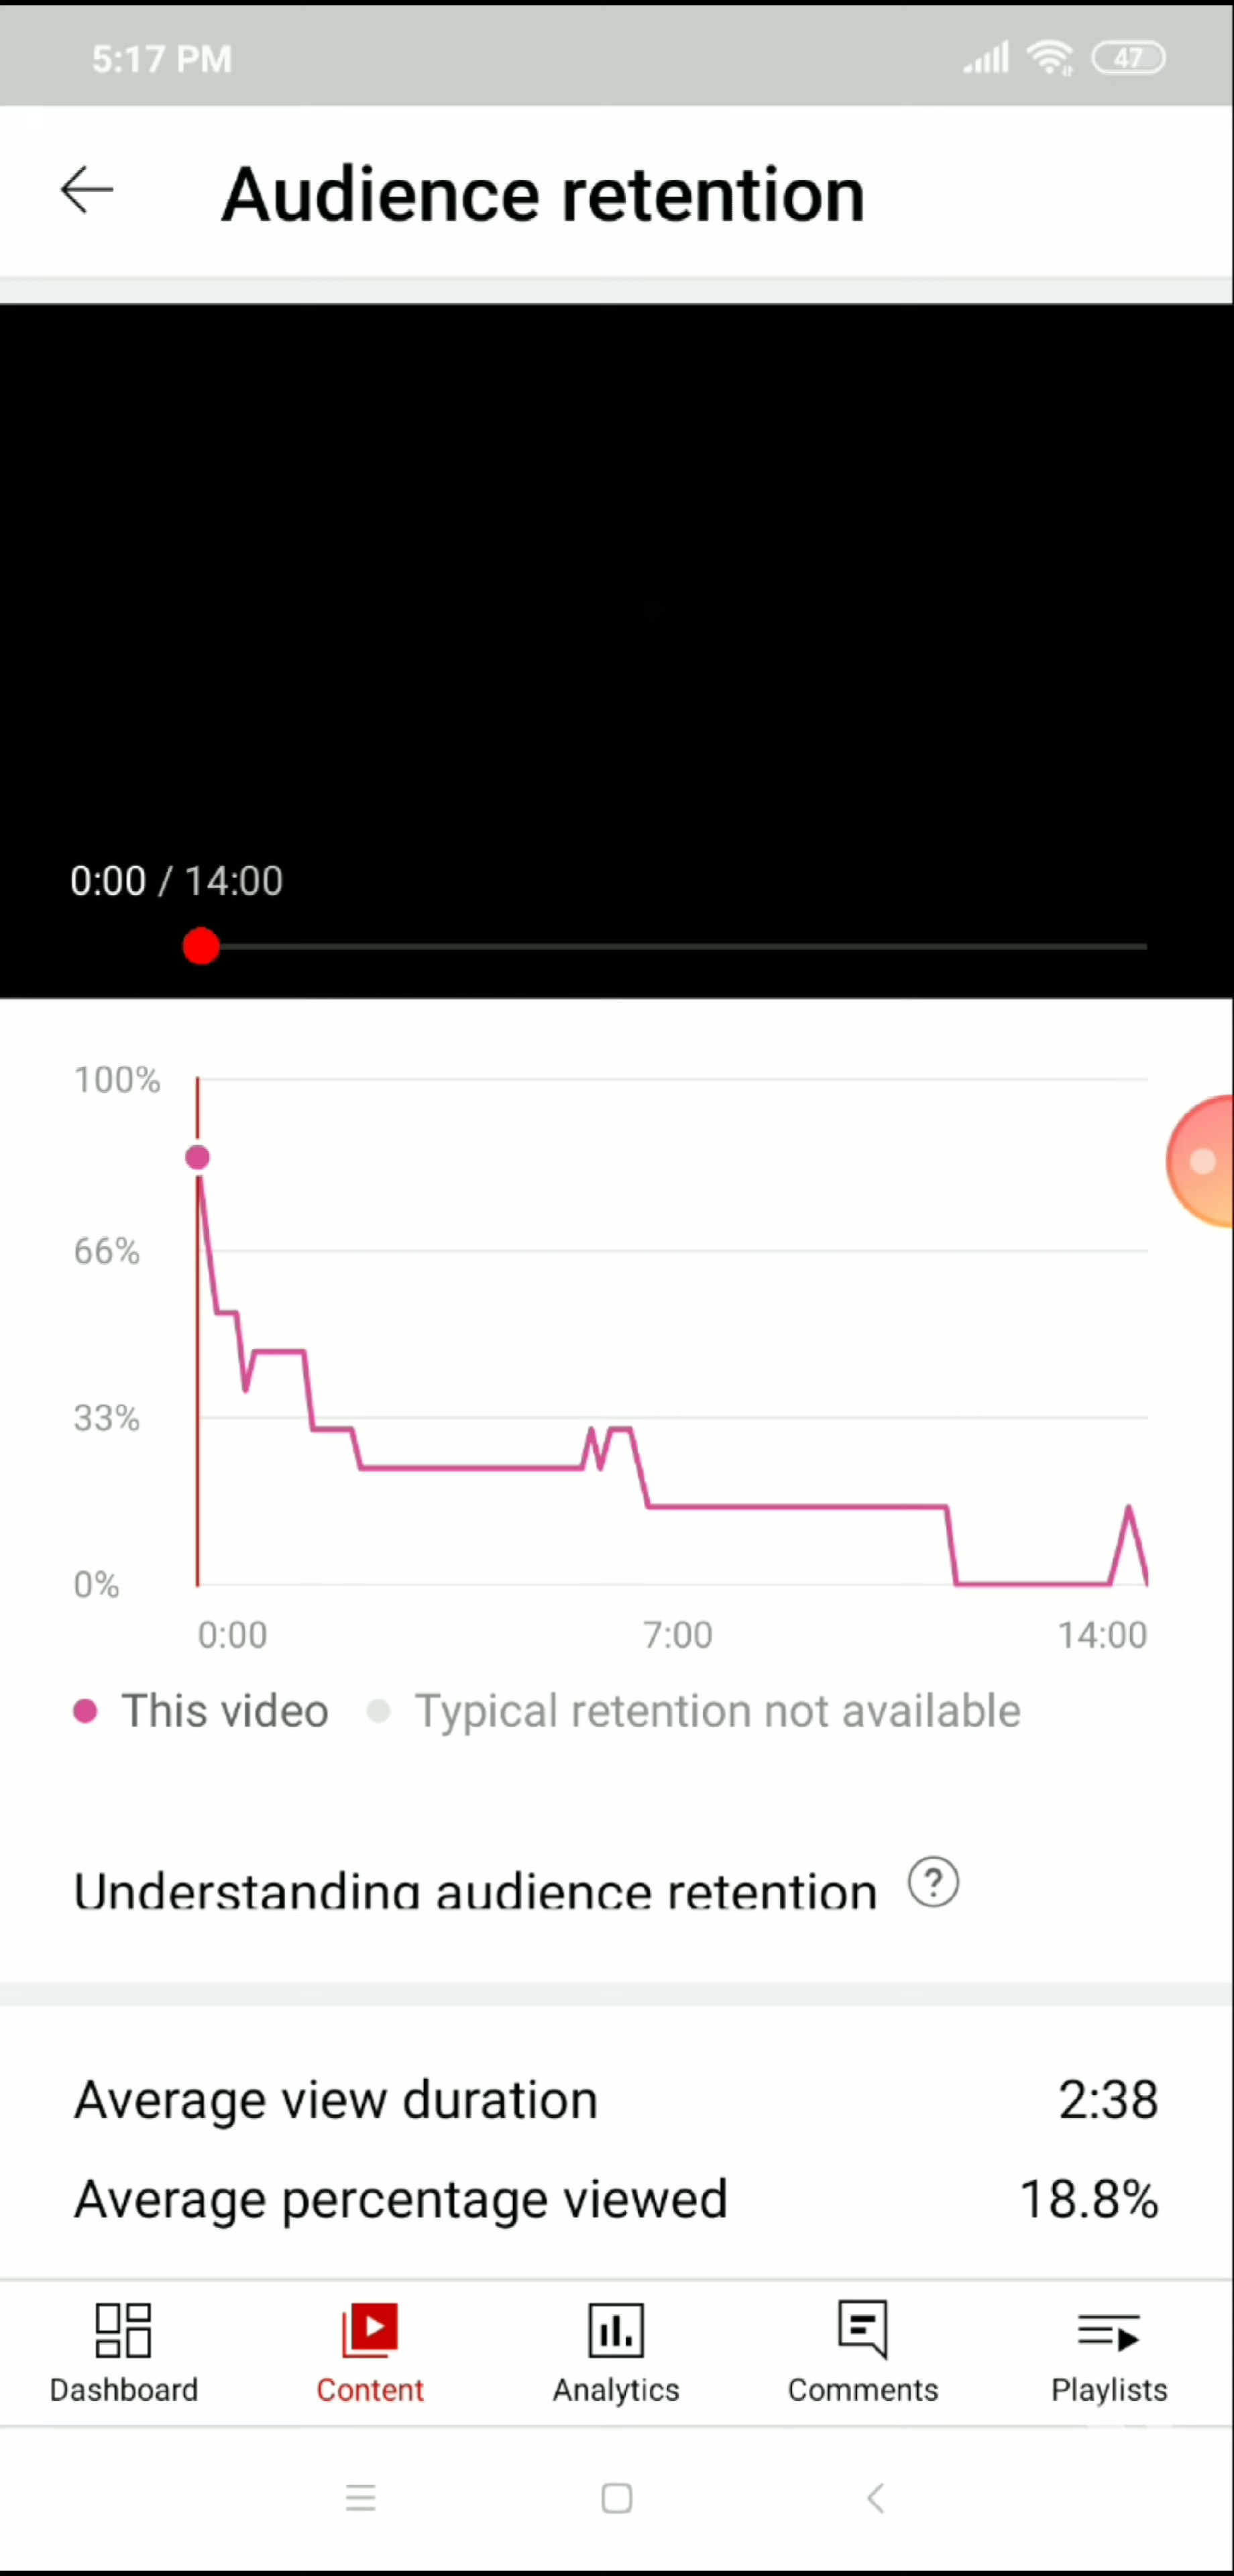 5:17 PM 47
Audience retention
0:00 / 14:00
100%
66%
33%
0%
0:00 7:00 14:00
This video Typical retention not available
Understanding audience retention ?
Average view duration 2:38
Average percentage viewed 18.8%
Dashboard Content Analytics Comments Playlists